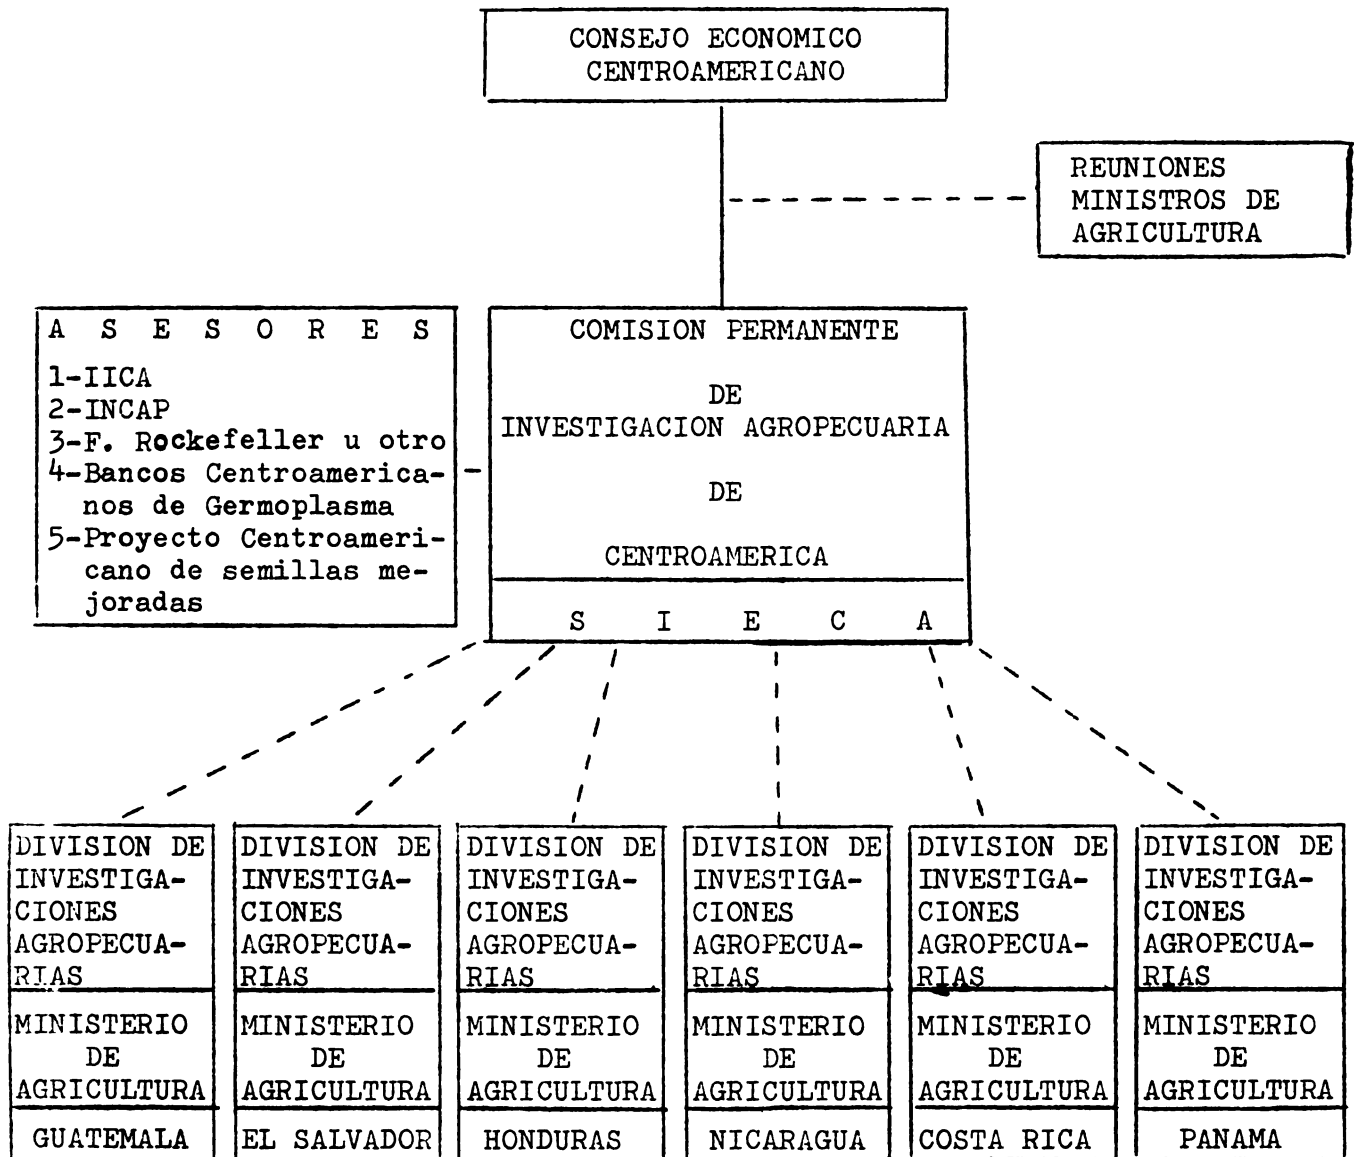 CONSEJO ECONOMICO
CENTROAMERICANO
REUNIONES
MINISTROS DE
AGRICULTURA
A S E S O R E S
1-IICA
2-INCAP
3-F. Rockefeller u otro
4-Bancos Centroamerica-
nos de Germoplasma
5-Proyecto Centroameri-
cano de semillas me-
joradas
COMISION PERMANENTE
DE
INVESTIGACION AGROPECUARIA
DE
CENTROAMERICA
S I E C A
DIVISION DE
INVESTIGA-
CIONES
AGROPECUA-
RIAS
MINISTERIO
DE
AGRICULTURA
GUATEMALA
DIVISION DE
INVESTIGA-
CIONES
AGROPECUA-
RIAS
MINISTERIO
DE
AGRICULTURA
EL SALVADOR
DIVISION DE
INVESTIGA-
CIONES
AGROPECUA-
RIAS
MINISTERIO
DE
AGRICULTURA
HONDURAS
DIVISION DE
INVESTIGA-
CIONES
AGROPECUA-
RIAS
MINISTERIO
DE
AGRICULTURA
NICARAGUA
DIVISION DE
INVESTIGA-
CIONES
AGROPECUA-
RIAS
MINISTERIO
DE
AGRICULTURA
COSTA RICA
DIVISION DE
INVESTIGA-
CIONES
AGROPECUA-
RIAS
MINISTERIO
DE
AGRICULTURA
PANAMA